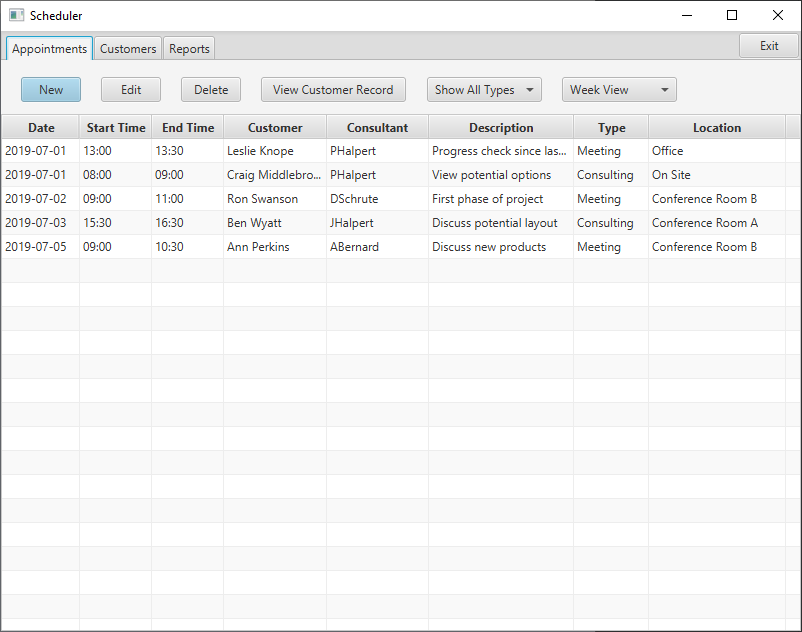 Scheduler
Appointments Customers Reports Exit
New Edit Delete View Customer Record Show All Types Week View
Date Start Time End Time Customer Consultant Description Type Location
2019-07-01 13:00 13:30 Leslie Knope PHalpert Progress check since las... Meeting Office
2019-07-01 08:00 09:00 Craig Middlebro... PHalpert View potential options Consulting On Site
2019-07-02 09:00 11:00 Ron Swanson DSchrute First phase of project Meeting Conference Room B
2019-07-03 15:30 16:30 Ben Wyatt JHalpert Discuss potential layout Consulting Conference Room A
2019-07-05 09:00 10:30 Ann Perkins ABernard Discuss new products Meeting Conference Room B